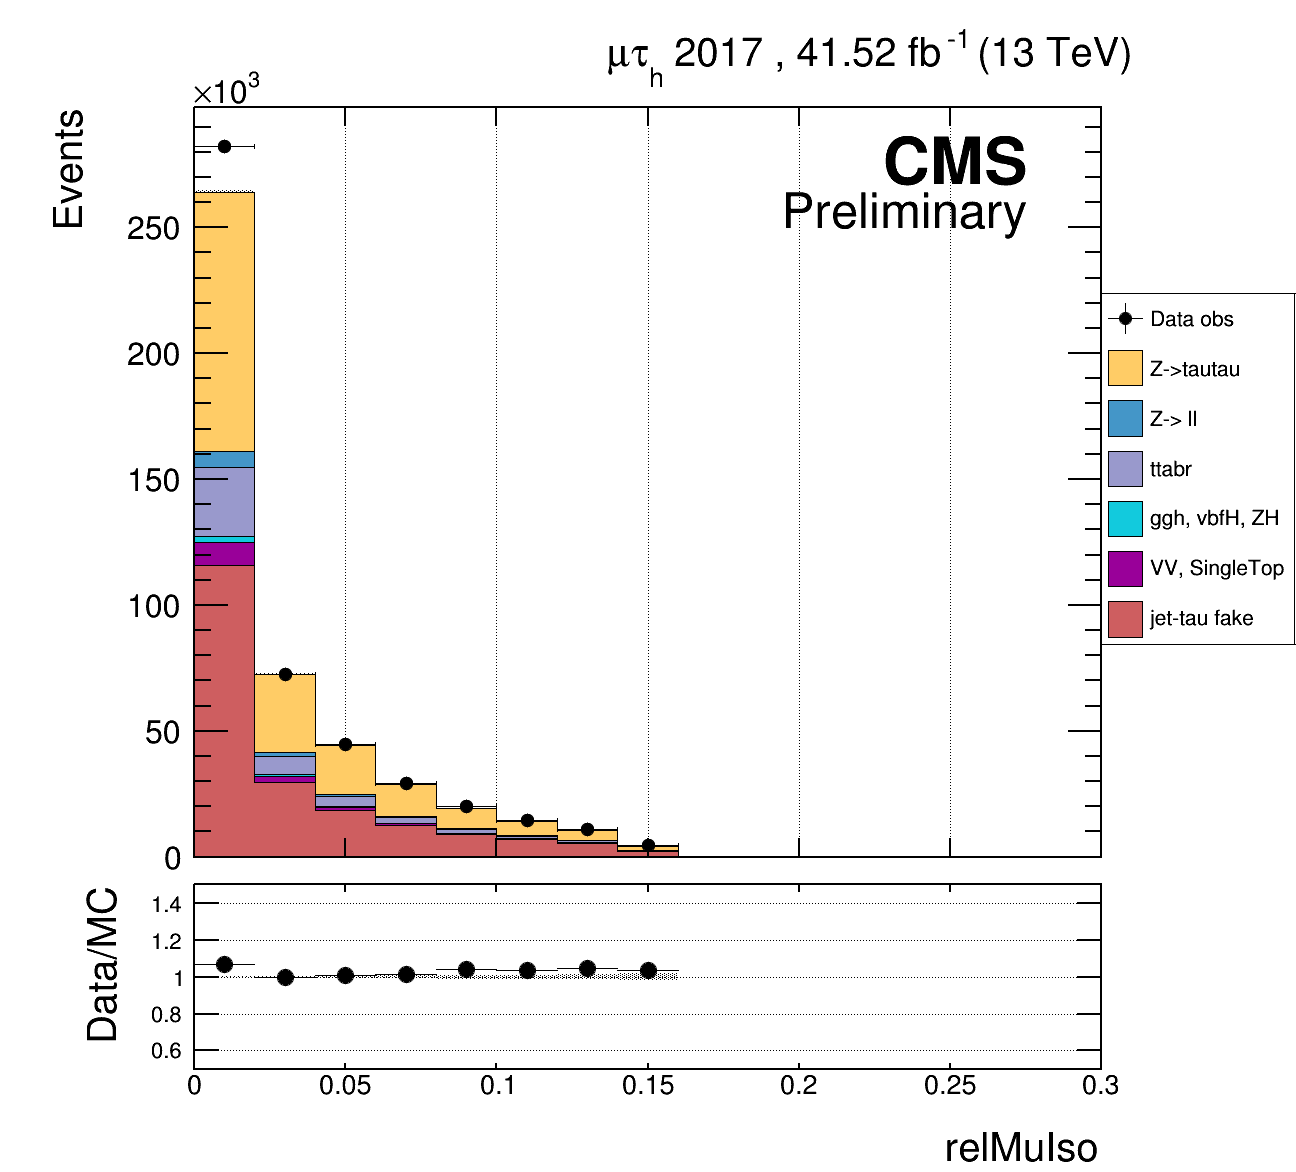 μτh 2017 , 41.52 fb-1 (13 TeV)
×103
Events
CMS
Preliminary
250
200
150
100
50
0
Data obs
Z->tautau
Z-> ll
ttabr
ggh, vbfH, ZH
VV, SingleTop
jet-tau fake
Data/MC
1.4
1.2
1
0.8
0.6
0 0.05 0.1 0.15 0.2 0.25 0.3
relMuIso